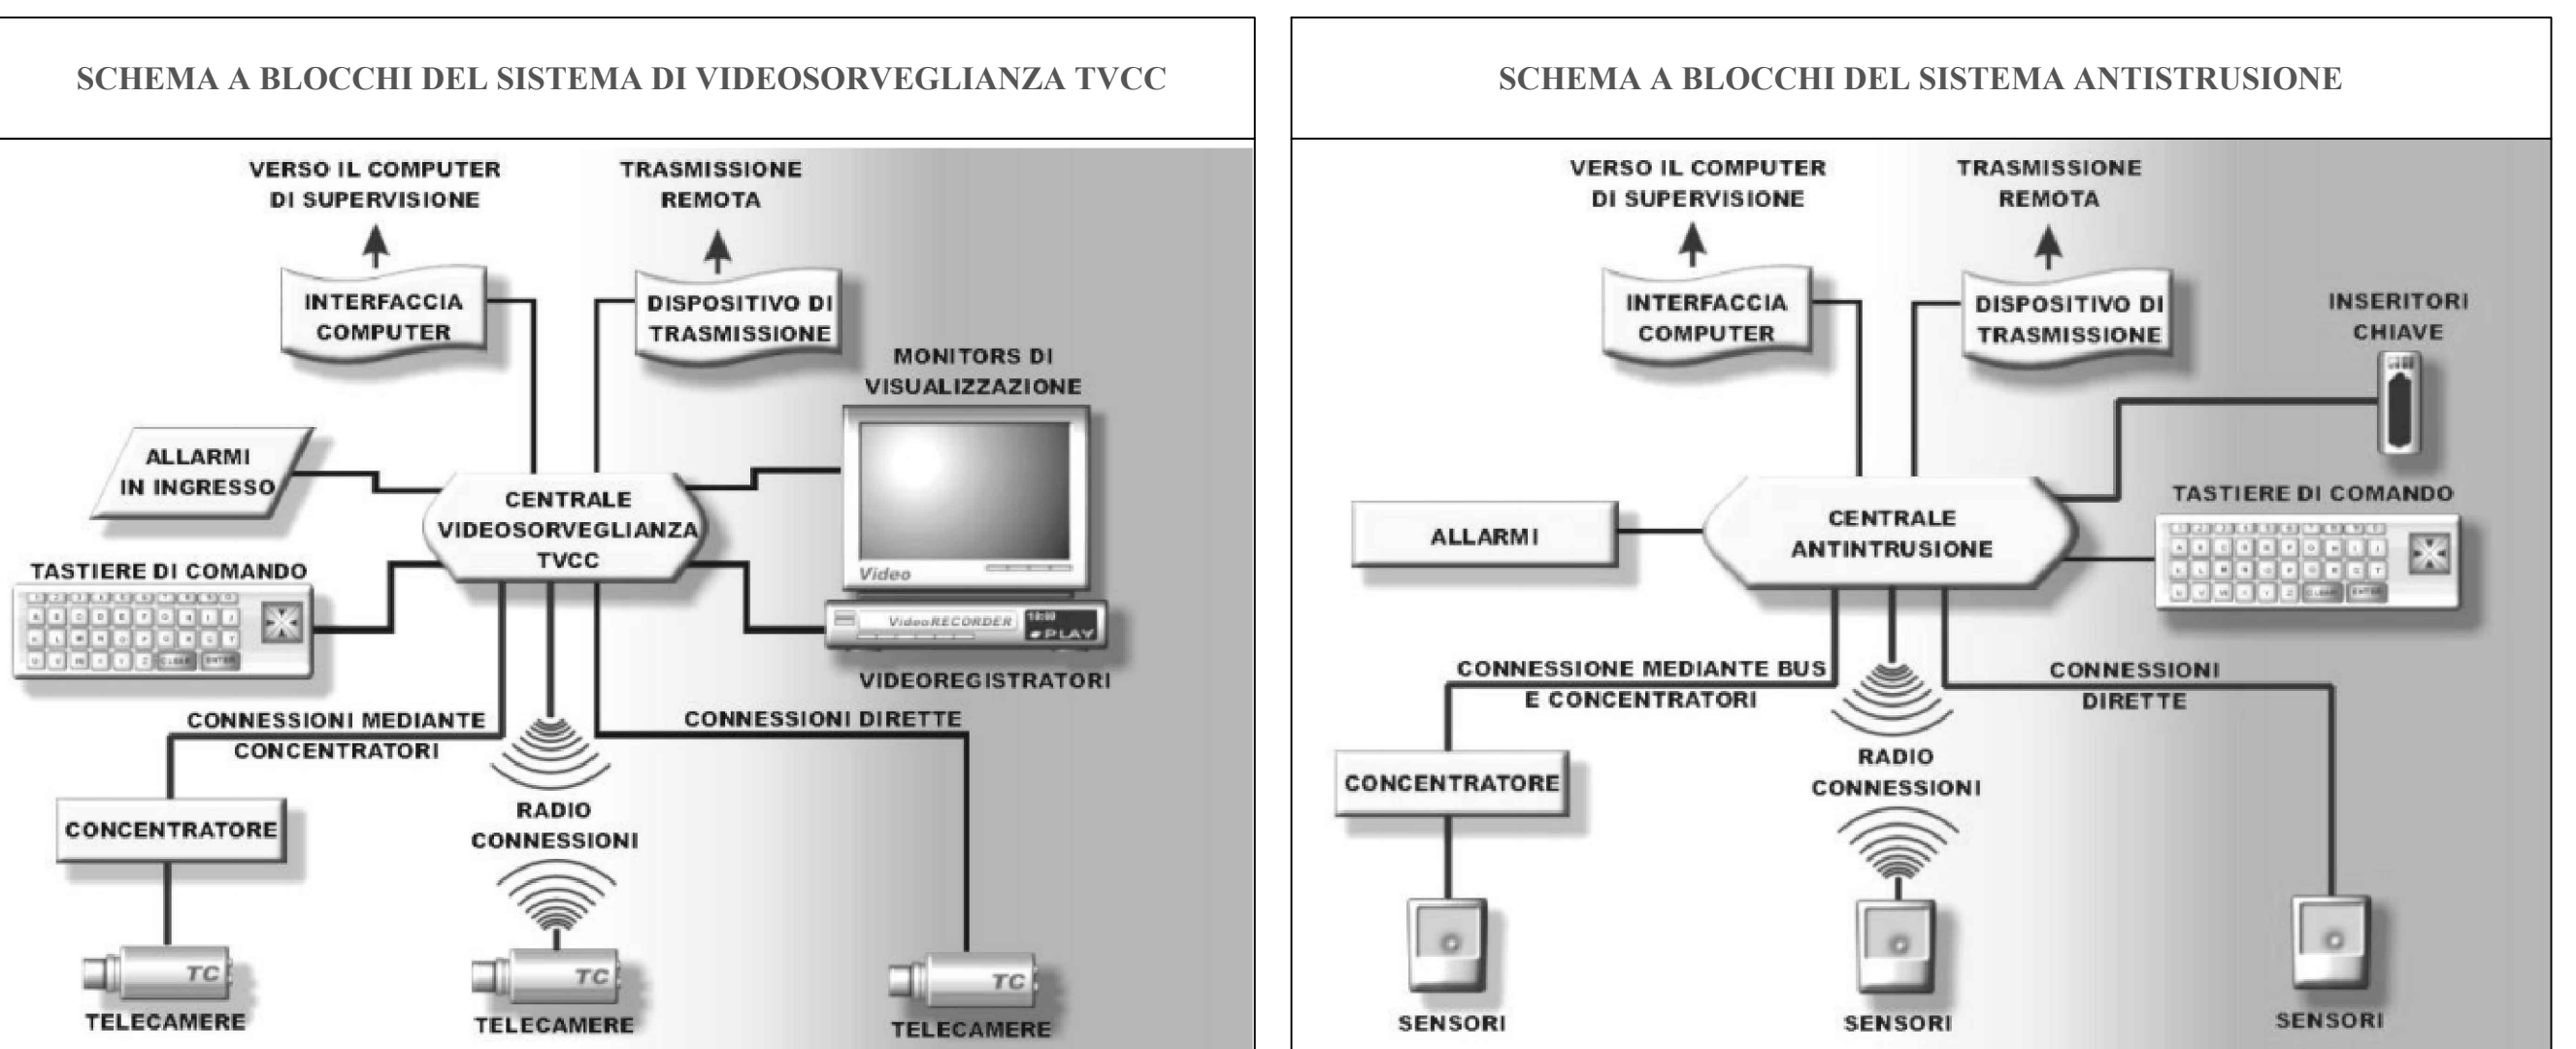 SCHEMA A BLOCCHI DEL SISTEMA DI VIDEOSORVEGLIANZA TVCC
VERSO IL COMPUTER
DI SUPERVISIONE
TRASMISSIONE
REMOTA
INTERFACCIA
COMPUTER
DISPOSITIVO DI
TRASMISSIONE
MONITORS DI
VISUALIZZAZIONE
ALLARMI
IN INGRESSO
CENTRALE
VIDEOSORVEGLIANZA
TVCC
Video
TASTIERE DI COMANDO
VideoRECORDER
PLAY
VIDEOREGISTRATORI
CONNESSIONI MEDIANTE
CONCENTRATORI
CONNESSIONI DIRETTE
RADIO
CONNESSIONI
CONCENTRATORE
TC
TELECAMERE
TC
TELECAMERE
TC
TELECAMERE
SCHEMA A BLOCCHI DEL SISTEMA ANTISTRUSIONE
VERSO IL COMPUTER
DI SUPERVISIONE
TRASMISSIONE
REMOTA
INTERFACCIA
COMPUTER
DISPOSITIVO DI
TRASMISSIONE
INSERITORI
CHIAVE
ALLARMI
CENTRALE
ANTINTRUSIONE
TASTIERE DI COMANDO
CONNESSIONE MEDIANTE BUS
E CONCENTRATORI
CONNESSIONI
DIRETTE
RADIO
CONNESSIONI
CONCENTRATORE
SENSORI
SENSORI
SENSORI